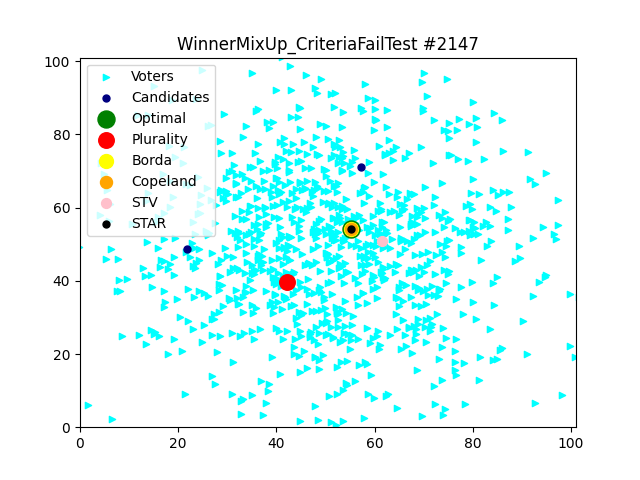 WinnerMixUp_CriteriaFailTest #2147
100
80
60
40
20
0
Voters
Candidates
Optimal
Plurality
Borda
Copeland
STV
STAR
0 20 40 60 80 100